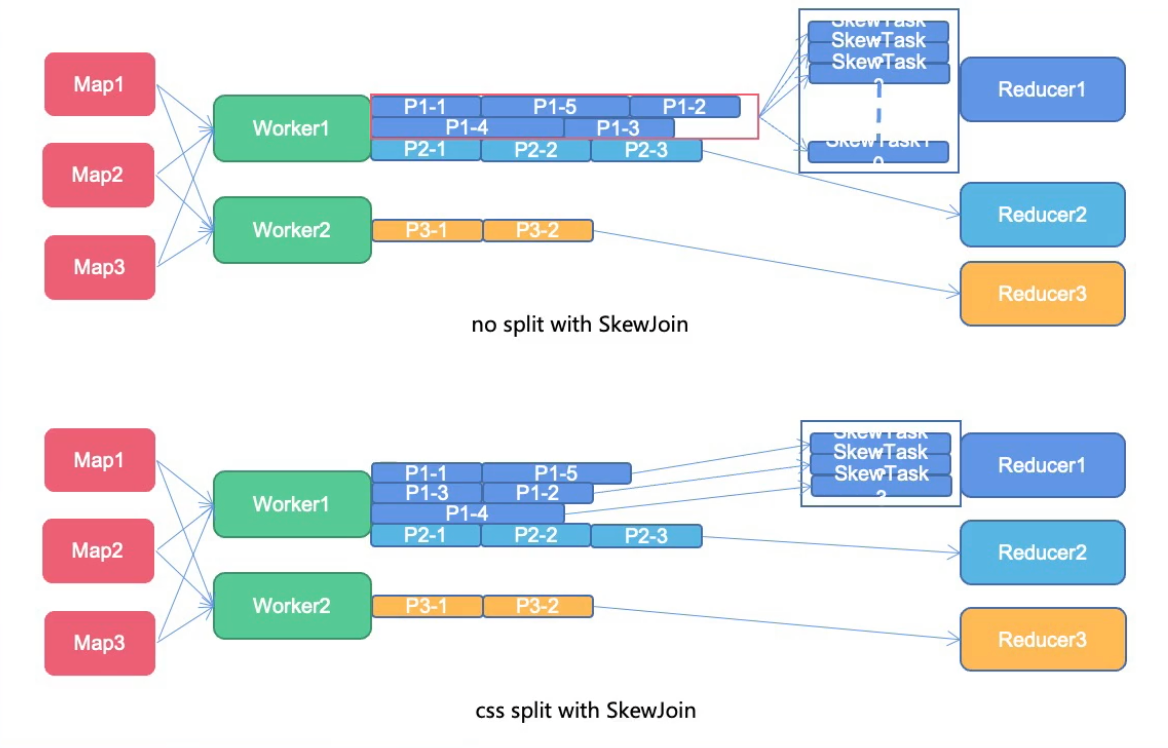 SkewTask
SkewTask
SkewTask
Map1
P1-1 P1-5 P1-2
Reducer1
Worker1
P1-4 P1-3
SkewTask1
P2-1 P2-2 P2-3
Map2
Reducer2
Worker2
P3-1 P3-2
Map3
Reducer3
no split with SkewJoin
SkewTask
SkewTask
SkewTask
Map1
P1-1 P1-5
Reducer1
P1-3 P1-2
Worker1
P1-4
P2-1 P2-2 P2-3
Map2
Reducer2
Worker2
P3-1 P3-2
Map3
Reducer3
css split with SkewJoin